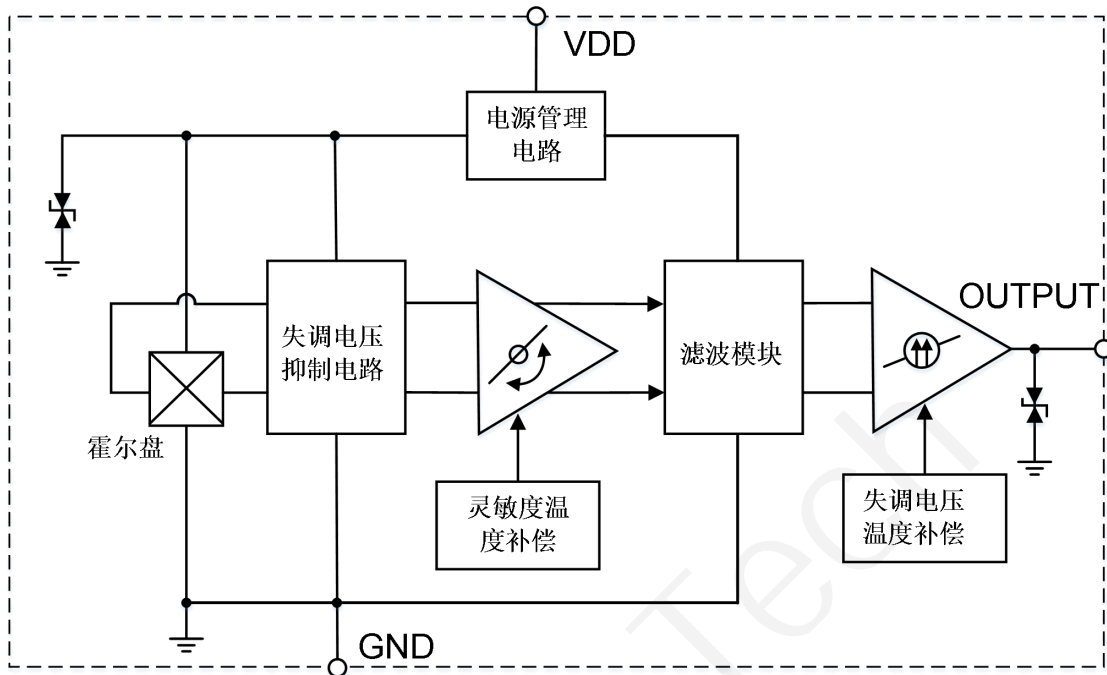 VDD
电源管理
电路
OUTPUT
失调电压
抑制电路
滤波模块
霍尔盘
灵敏度温
度补偿
失调电压
温度补偿
GND
Tech